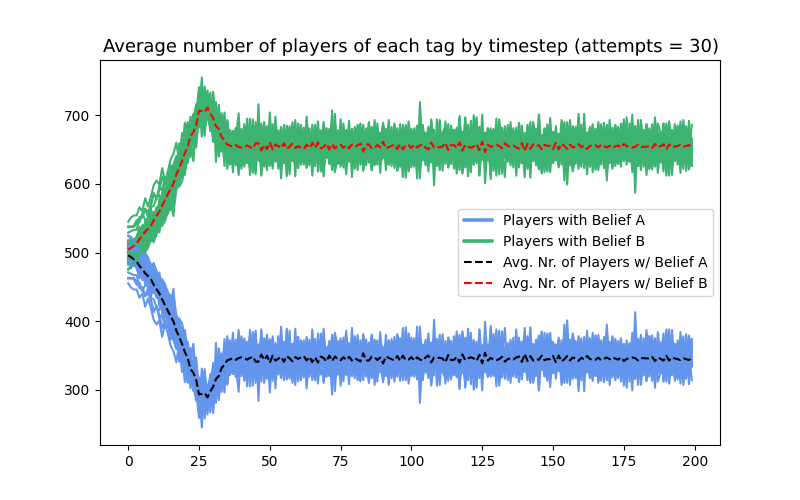 Average number of players of each tag by timestep (attempts = 30)
700
600
500
400
300
Players with Belief A
Players with Belief B
Avg. Nr. of Players w/ Belief A
Avg. Nr. of Players w/ Belief B
0 25 50 75 100 125 150 175 200